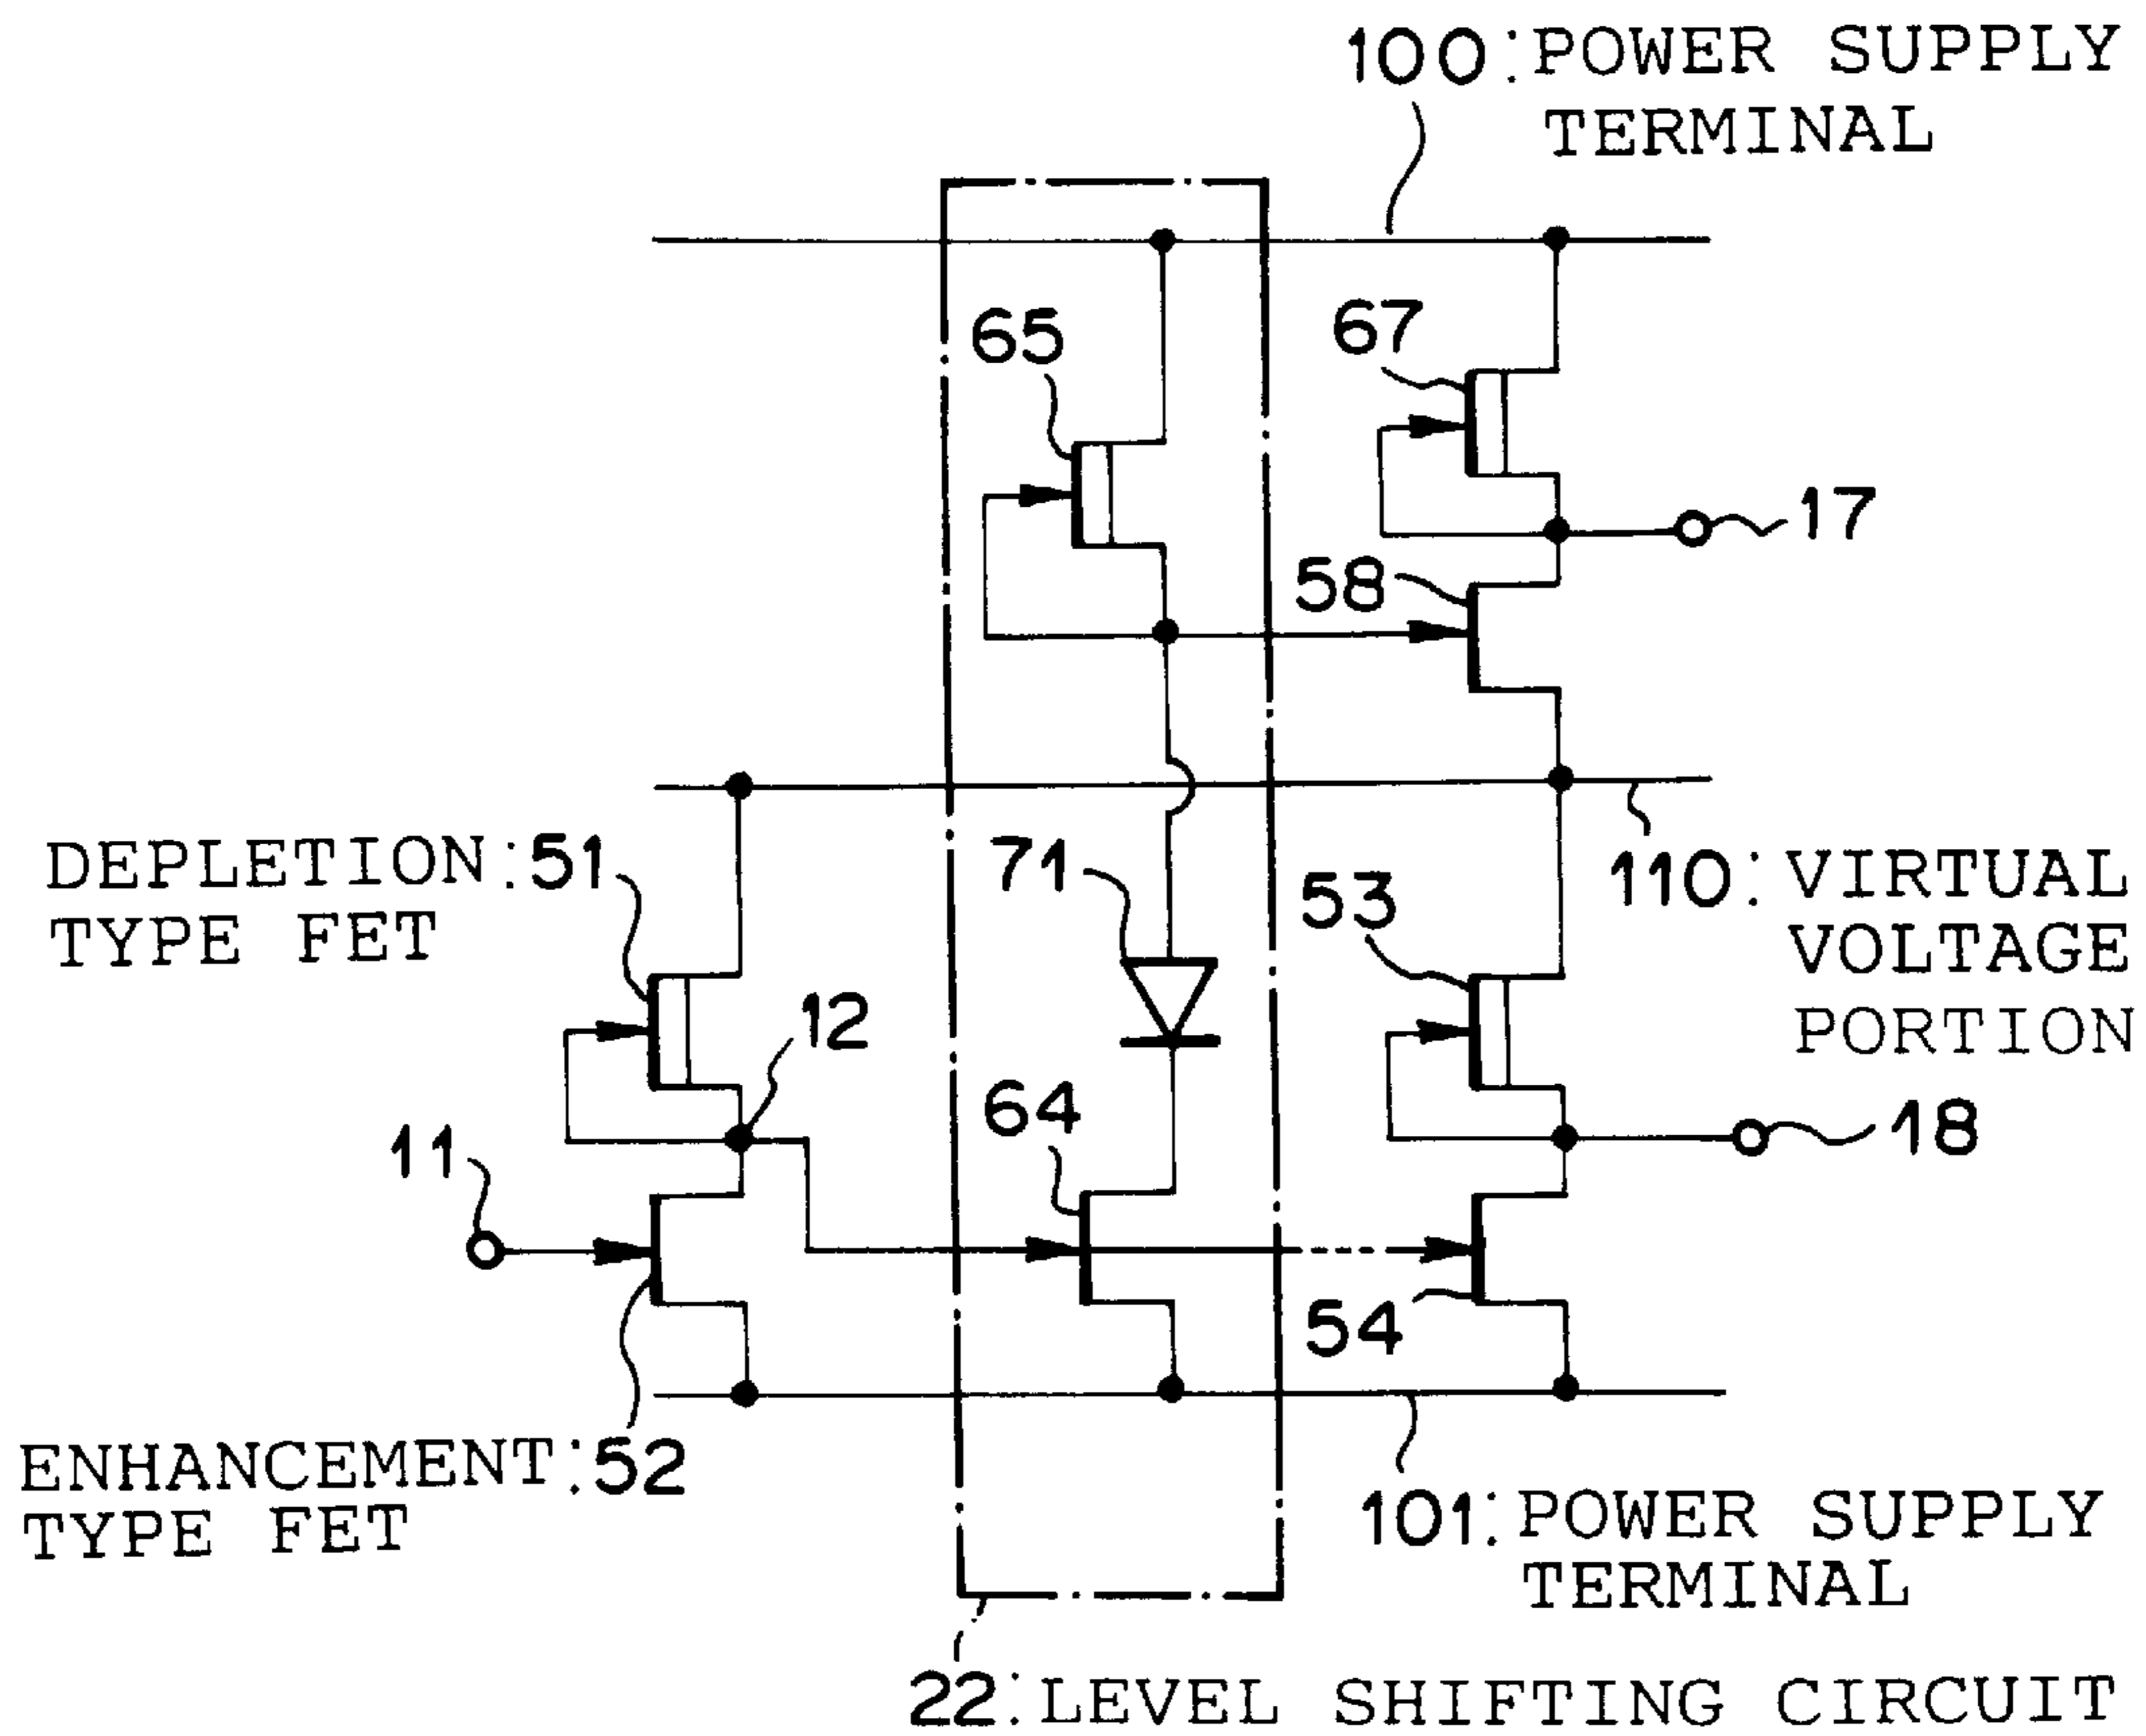 100:POWER SUPPLY
TERMINAL
65
67
17
58
DEPLETION:51
TYPE FET
71
53
110:VIRTUAL
VOLTAGE
PORTION
12
64
11
18
54
ENHANCEMENT:52
TYPE FET
101:POWER SUPPLY
TERMINAL
22:LEVEL SHIFTING CIRCUIT